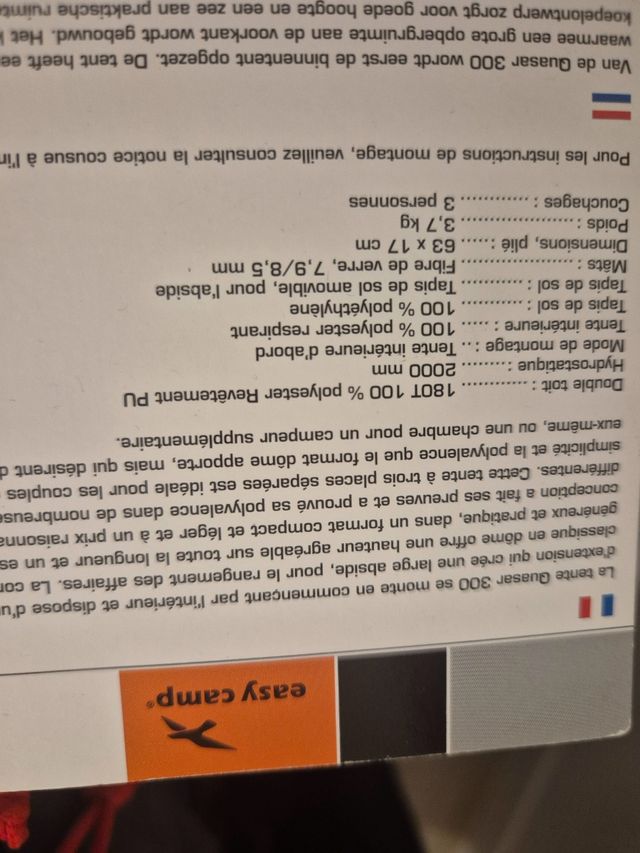 easy camp®
La tente Quasar 300 se monte en commençant par l'intérieur et dispose
d'extension qui crée une large abside, pour le rangement des affaires. La
classique en dôme offre une hauteur agréable sur toute la longueur et un
généreux et pratique, dans un format compact et léger et à un prix
conception a fait ses preuves et a prouvé sa polyvalence dans de
différentes. Cette tente à trois places séparées est idéale pour les couples
simplicité et la polyvalence que le format dôme apporte, mais qui désirent
eux-même, ou une chambre pour un campeur supplémentaire.
Double toit : ............. 180T 100 % polyester Revêtement PU
Hydrostatique : ........ 2000 mm
Mode de montage : .. Tente intérieure d'abord
Tente intérieure : ..... 100 % polyester respirant
Tapis de sol : ............ 100 % polyéthylène
Tapis de sol : ............ Tapis de sol amovible, pour l'abside
Mâts : ..................... Fibre de verre, 7,9/8,5 mm
Dimensions, plié : ..... 63 x 17 cm
Poids : ..................... 3,7 kg
Couchages : ............. 3 personnes
Pour les instructions de montage, veuillez consulter la notice cousue à
Van de Quasar 300 wordt eerst de binnentent opgezet. De tent heeft
waarmee een grote opbergruimte aan de voorkant wordt gebouwd. Het
koepelontwerp zorgt voor goede hoogte en een zee aan praktische